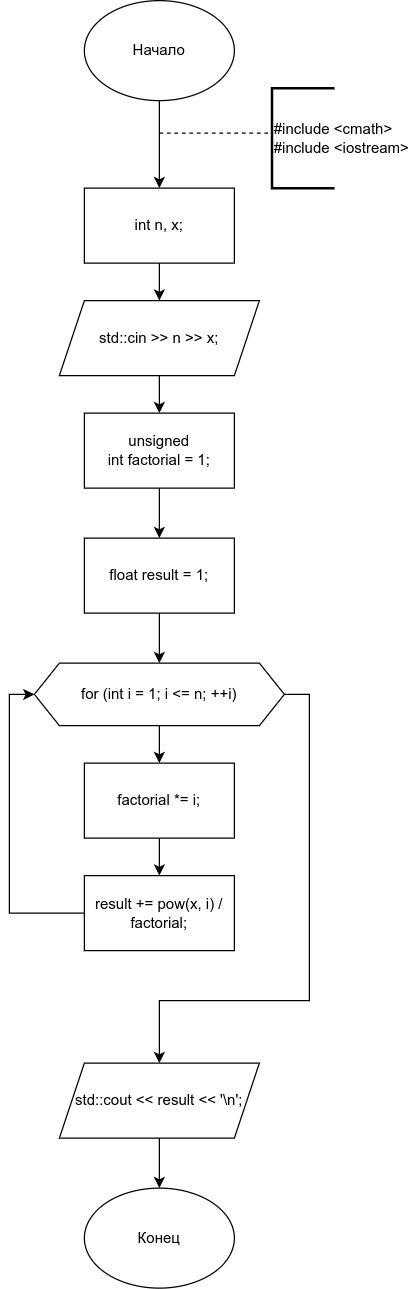 Начало
#include <cmath>
#include <iostream>
int n, x;
std::cin >> n >> x;
unsigned
int factorial = 1;
float result = 1;
for (int i = 1; i <= n; ++i)
factorial *= i;
result += pow(x, i) /
factorial;
std::cout << result << '\n';
Конец